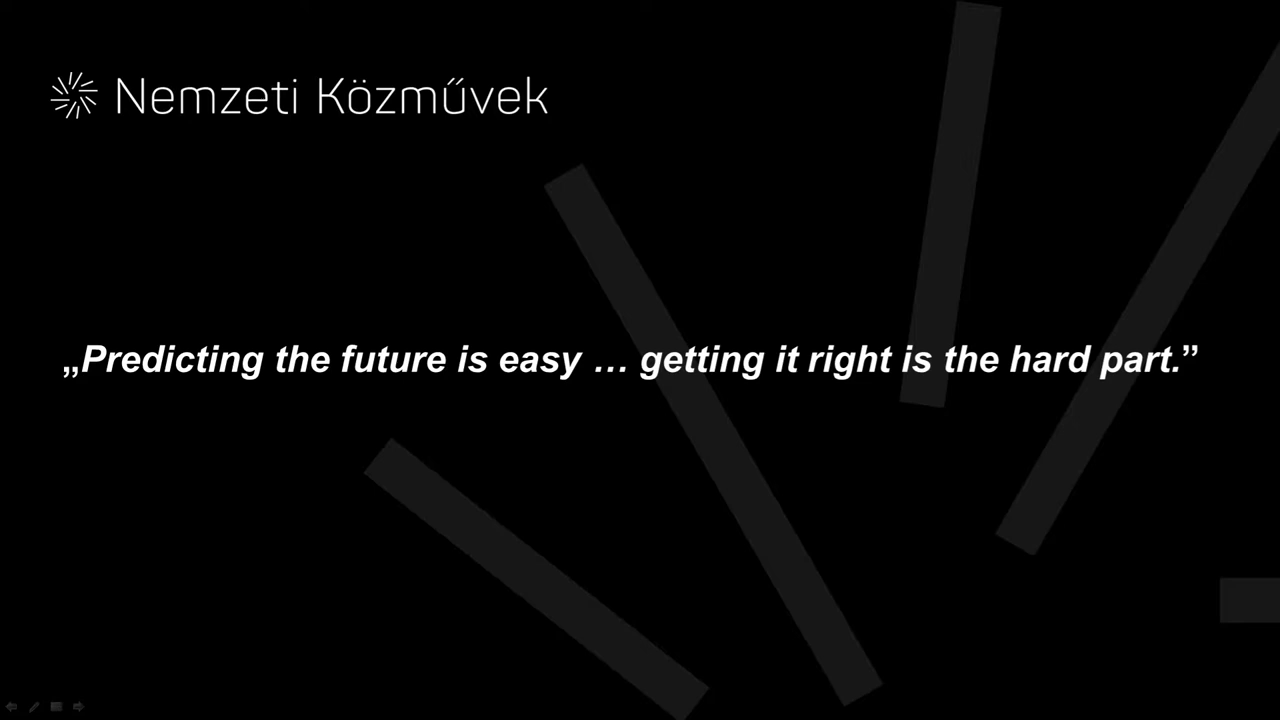 Nemzeti Közművek
„Predicting the future is easy … getting it right is the hard part.”